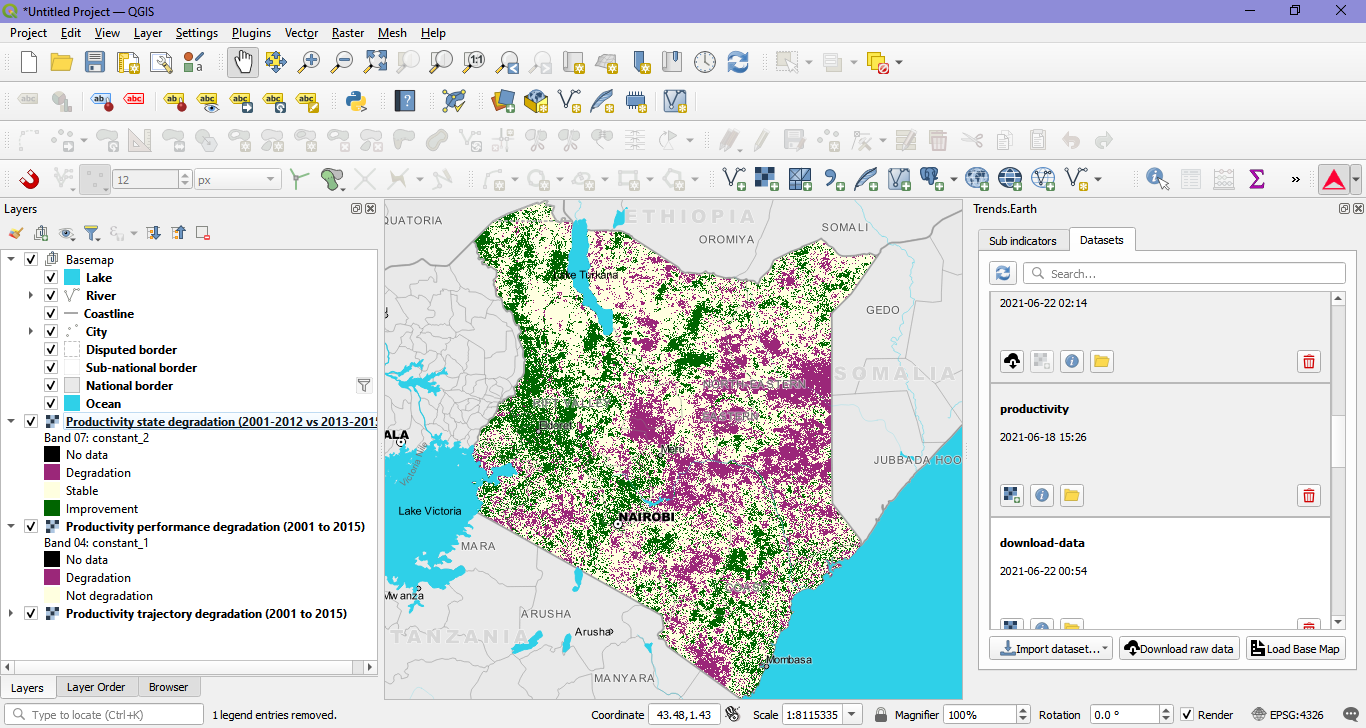 *Untitled Project — QGIS
Project Edit View Layer Settings Plugins Vector Raster Mesh Help
12 px
Layers
Basemap
Lake
River
Coastline
City
Disputed border
Sub-national border
National border
Ocean
Productivity state degradation (2001-2012 vs 2013-201
Band 07: constant_2
No data
Degradation
Stable
Improvement
Productivity performance degradation (2001 to 2015)
Band 04: constant_1
No data
Degradation
Not degradation
Productivity trajectory degradation (2001 to 2015)
Layers Layer Order Browser
QUATORIA
ETHIOPIA
OROMIYA
SOMALI
Lake Turkana
GEDO
SOMALIA
ALA
Victoria Nile
Meru
JUBBADA HOO
Lake Victoria
NAIROBI
MARA
Mwanza
ARUSHA
Arusha
TANZANIA
Mombasa
MANYARA
Trends.Earth
Sub indicators Datasets
Search...
2021-06-22 02:14
productivity
2021-06-18 15:26
download-data
2021-06-22 00:54
Import dataset... Download raw data Load Base Map
Type to locate (Ctrl+K) 1 legend entries removed. Coordinate 43.48,1.43 Scale 1:8115335 Magnifier 100% Rotation 0.0 ° Render EPSG:4326